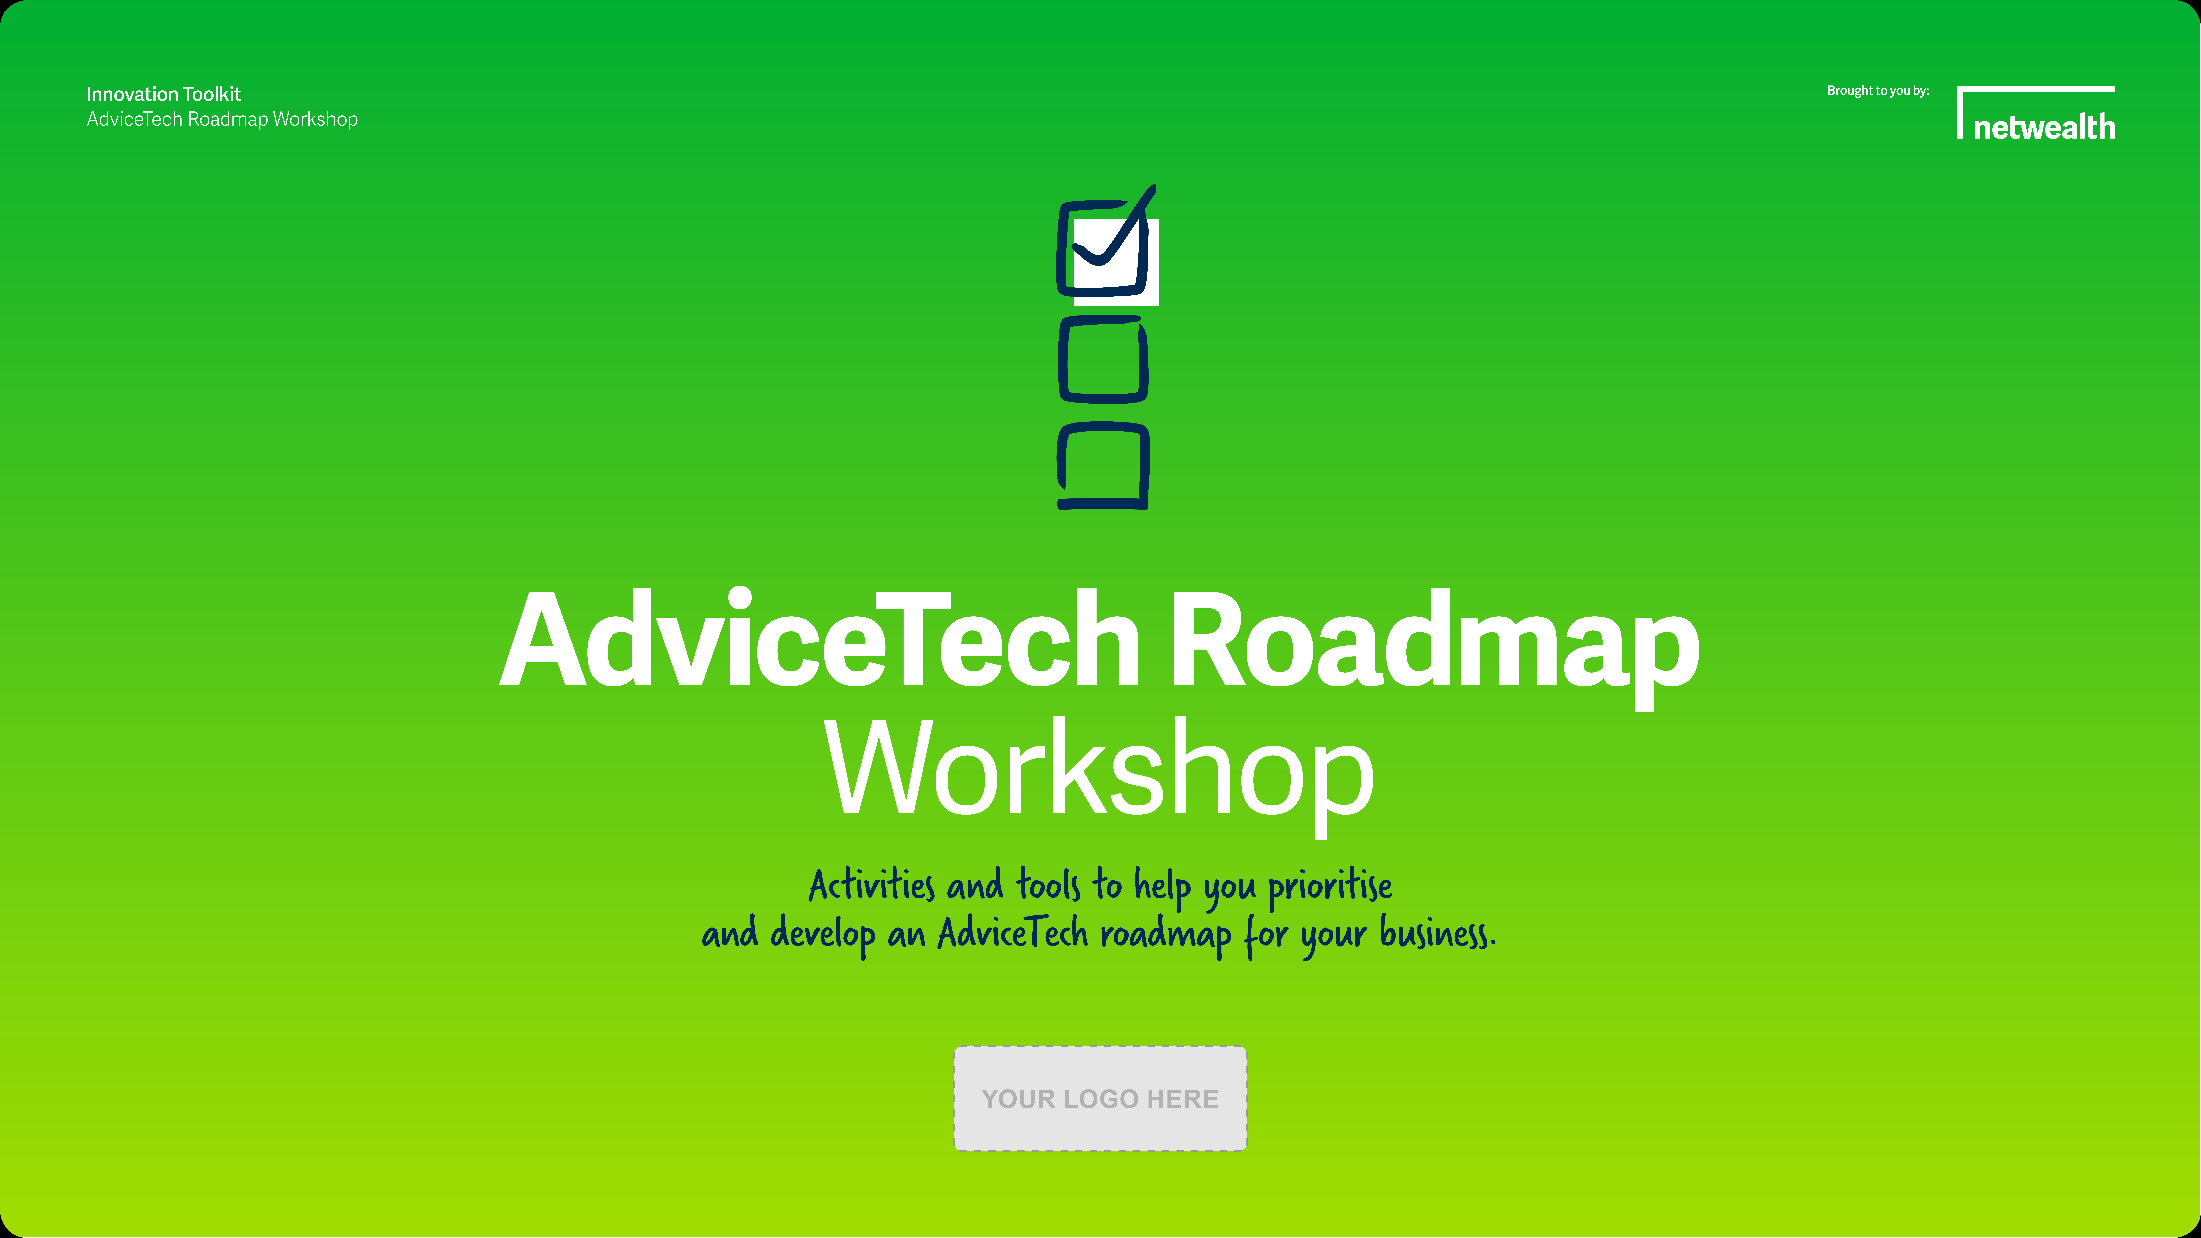 Innovation Toolkit
AdviceTech Roadmap Workshop
Brought to you by:
netwealth
AdviceTech Roadmap
Workshop
Activities and tools to help you prioritise
and develop an AdviceTech roadmap for your business.
YOUR LOGO HERE